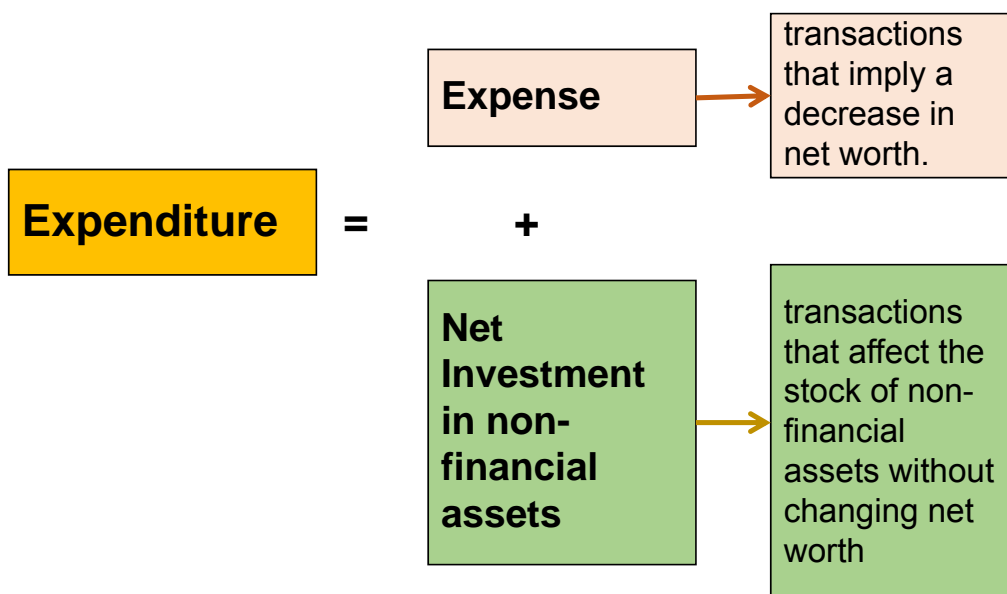 Expense
transactions
that imply a
decrease in
net worth.
Expenditure = +
Net
Investment
in non-
financial
assets
transactions
that affect the
stock of non-
financial
assets without
changing net
worth